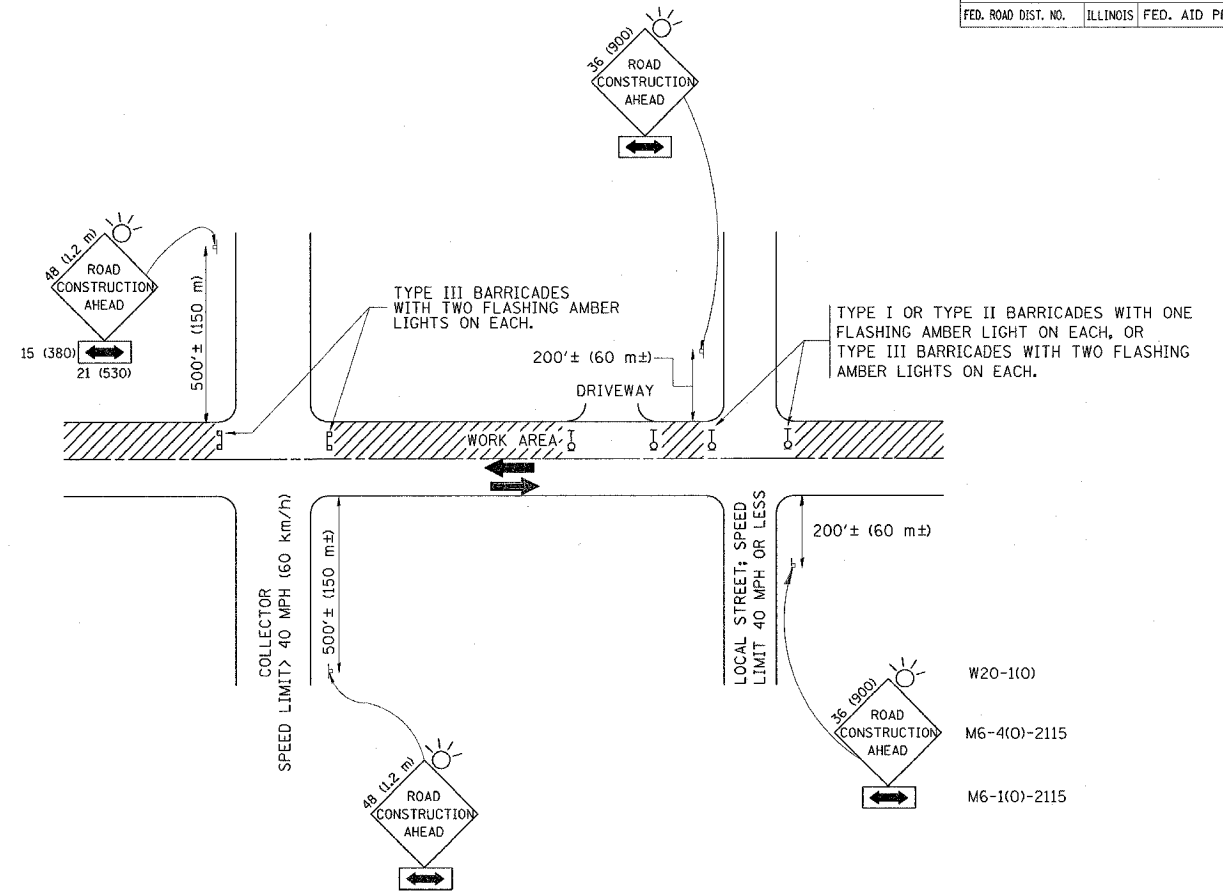 FED. ROAD DIST. NO. ILLINOIS FED. AID
36 (900)
ROAD
CONSTRUCTION
AHEAD
48 (1.2 m)
ROAD
CONSTRUCTION
AHEAD
15 (380)
21 (530)
500'± (150 m)
TYPE III BARRICADES
WITH TWO FLASHING AMBER
LIGHTS ON EACH.
200'± (60 m±)
DRIVEWAY
TYPE I OR TYPE II BARRICADES WITH ONE
FLASHING AMBER LIGHT ON EACH, OR
TYPE III BARRICADES WITH TWO FLASHING
AMBER LIGHTS ON EACH.
WORK AREA
COLLECTOR
SPEED LIMIT> 40 MPH (60 km/h)
500'± (150 m±)
LOCAL STREET; SPEED
LIMIT 40 MPH OR LESS
200'± (60 m±)
48 (1.2 m)
ROAD
CONSTRUCTION
AHEAD
36 (900)
ROAD
CONSTRUCTION
AHEAD
W20-1(O)
M6-4(O)-2115
M6-1(O)-2115